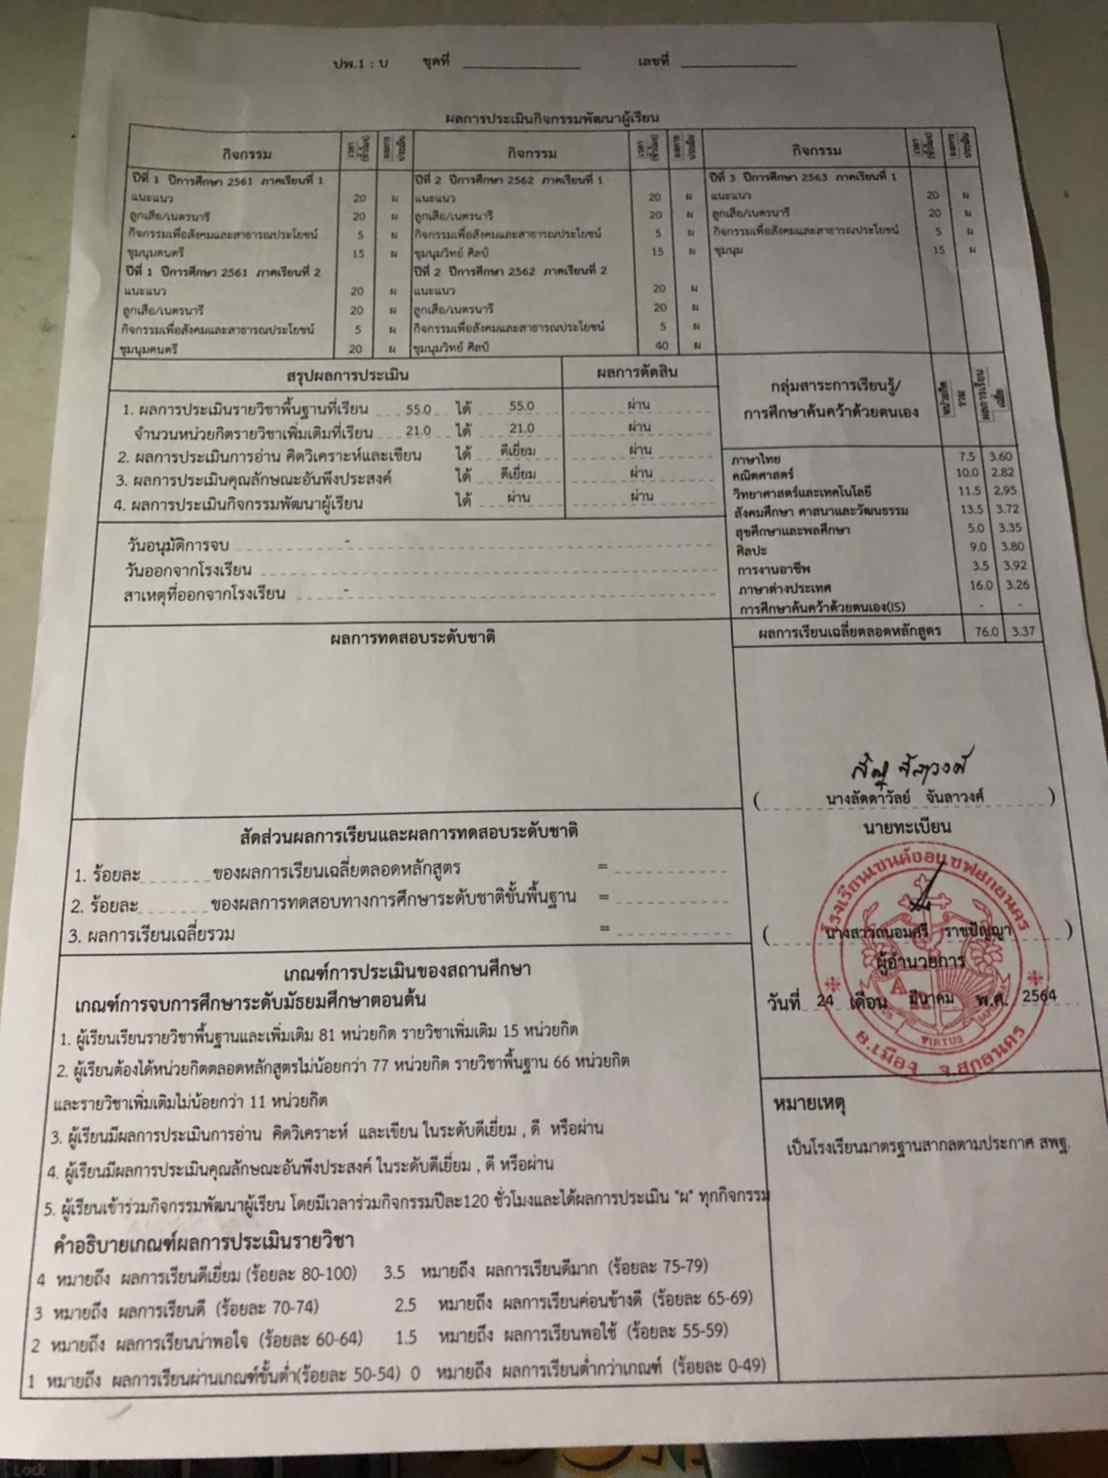 ปพ.1 : บ ชุดที่ เลขที่
ผลการประเมินกิจกรรมพัฒนาผู้เรียน
กิจกรรม เวลา (ชั่วโมง) ผลการประเมิน กิจกรรม เวลา (ชั่วโมง) ผลการประเมิน กิจกรรม เวลา (ชั่วโมง) ผลการประเมิน
ปีที่ 1 ปีการศึกษา 2561 ภาคเรียนที่ 1 ปีที่ 2 ปีการศึกษา 2562 ภาคเรียนที่ 1 ปีที่ 3 ปีการศึกษา 2563 ภาคเรียนที่ 1
แนะแนว 20 ผ แนะแนว 20 ผ แนะแนว 20 ผ
ลูกเสือ/เนตรนารี 20 ผ ลูกเสือ/เนตรนารี 20 ผ ลูกเสือ/เนตรนารี 20 ผ
กิจกรรมเพื่อสังคมและสาธารณประโยชน์ 5 ผ กิจกรรมเพื่อสังคมและสาธารณประโยชน์ 5 ผ กิจกรรมเพื่อสังคมและสาธารณประโยชน์ 5 ผ
ชุมนุมดนตรี 15 ผ ชุมนุมวิทย์ ศิลป์ 15 ผ ชุมนุม 15 ผ
ปีที่ 1 ปีการศึกษา 2561 ภาคเรียนที่ 2 ปีที่ 2 ปีการศึกษา 2562 ภาคเรียนที่ 2
แนะแนว 20 ผ แนะแนว 20 ผ
ลูกเสือ/เนตรนารี 20 ผ ลูกเสือ/เนตรนารี 20 ผ
กิจกรรมเพื่อสังคมและสาธารณประโยชน์ 5 ผ กิจกรรมเพื่อสังคมและสาธารณประโยชน์ 5 ผ
ชุมนุมดนตรี 20 ผ ชุมนุมวิทย์ ศิลป์ 40 ผ
สรุปผลการประเมิน ผลการตัดสิน
1. ผลการประเมินรายวิชาพื้นฐานที่เรียน 55.0 ได้ 55.0 ผ่าน
จำนวนหน่วยกิตรายวิชาเพิ่มเติมที่เรียน 21.0 ได้ 21.0 ผ่าน
2. ผลการประเมินการอ่าน คิดวิเคราะห์และเขียน ได้ ดีเยี่ยม ผ่าน
3. ผลการประเมินคุณลักษณะอันพึงประสงค์ ได้ ดีเยี่ยม ผ่าน
4. ผลการประเมินกิจกรรมพัฒนาผู้เรียน ได้ ผ่าน ผ่าน
วันอนุมัติการจบ -
วันออกจากโรงเรียน
สาเหตุที่ออกจากโรงเรียน -
กลุ่มสาระการเรียนรู้/ หน่วยกิตรวม ผลการเรียนเฉลี่ย
การศึกษาค้นคว้าด้วยตนเอง
ภาษาไทย 7.5 3.60
คณิตศาสตร์ 10.0 2.82
วิทยาศาสตร์และเทคโนโลยี 11.5 2.95
สังคมศึกษา ศาสนาและวัฒนธรรม 13.5 3.72
สุขศึกษาและพลศึกษา 5.0 3.35
ศิลปะ 9.0 3.80
การงานอาชีพ 3.5 3.92
ภาษาต่างประเทศ 16.0 3.26
การศึกษาค้นคว้าด้วยตนเอง(IS) - -
ผลการเรียนเฉลี่ยตลอดหลักสูตร 76.0 3.37
ผลการทดสอบระดับชาติ
(นางลัดดาวัลย์ จันลาวงศ์)
นายทะเบียน
โรงเรียนเซนต์ยอแซฟสกลนคร
(นางสาวถนอมศรี ราชปัญญา)
ผู้อำนวยการ
วันที่ 24 เดือน มีนาคม พ.ศ. 2564
VIRTUS
อ.เมือง จ.สกลนคร
สัดส่วนผลการเรียนและผลการทดสอบระดับชาติ
1. ร้อยละ ของผลการเรียนเฉลี่ยตลอดหลักสูตร =
2. ร้อยละ ของผลการทดสอบทางการศึกษาระดับชาติขั้นพื้นฐาน =
3. ผลการเรียนเฉลี่ยรวม =
เกณฑ์การประเมินของสถานศึกษา
เกณฑ์การจบการศึกษาระดับมัธยมศึกษาตอนต้น
1. ผู้เรียนเรียนรายวิชาพื้นฐานและเพิ่มเติม 81 หน่วยกิต รายวิชาเพิ่มเติม 15 หน่วยกิต
2. ผู้เรียนต้องได้หน่วยกิตตลอดหลักสูตรไม่น้อยกว่า 77 หน่วยกิต รายวิชาพื้นฐาน 66 หน่วยกิต
และรายวิชาเพิ่มเติมไม่น้อยกว่า 11 หน่วยกิต
3. ผู้เรียนมีผลการประเมินการอ่าน คิดวิเคราะห์ และเขียน ในระดับดีเยี่ยม , ดี หรือผ่าน
4. ผู้เรียนมีผลการประเมินคุณลักษณะอันพึงประสงค์ ในระดับดีเยี่ยม , ดี หรือผ่าน
5. ผู้เรียนเข้าร่วมกิจกรรมพัฒนาผู้เรียน โดยมีเวลาร่วมกิจกรรมปีละ120 ชั่วโมงและได้ผลการประเมิน "ผ" ทุกกิจกรรม
คำอธิบายเกณฑ์ผลการประเมินรายวิชา
4 หมายถึง ผลการเรียนดีเยี่ยม (ร้อยละ 80-100) 3.5 หมายถึง ผลการเรียนดีมาก (ร้อยละ 75-79)
3 หมายถึง ผลการเรียนดี (ร้อยละ 70-74) 2.5 หมายถึง ผลการเรียนค่อนข้างดี (ร้อยละ 65-69)
2 หมายถึง ผลการเรียนน่าพอใจ (ร้อยละ 60-64) 1.5 หมายถึง ผลการเรียนพอใช้ (ร้อยละ 55-59)
1 หมายถึง ผลการเรียนผ่านเกณฑ์ขั้นต่ำ(ร้อยละ 50-54) 0 หมายถึง ผลการเรียนต่ำกว่าเกณฑ์ (ร้อยละ 0-49)
หมายเหตุ
เป็นโรงเรียนมาตรฐานสากลตามประกาศ สพฐ.
Lock